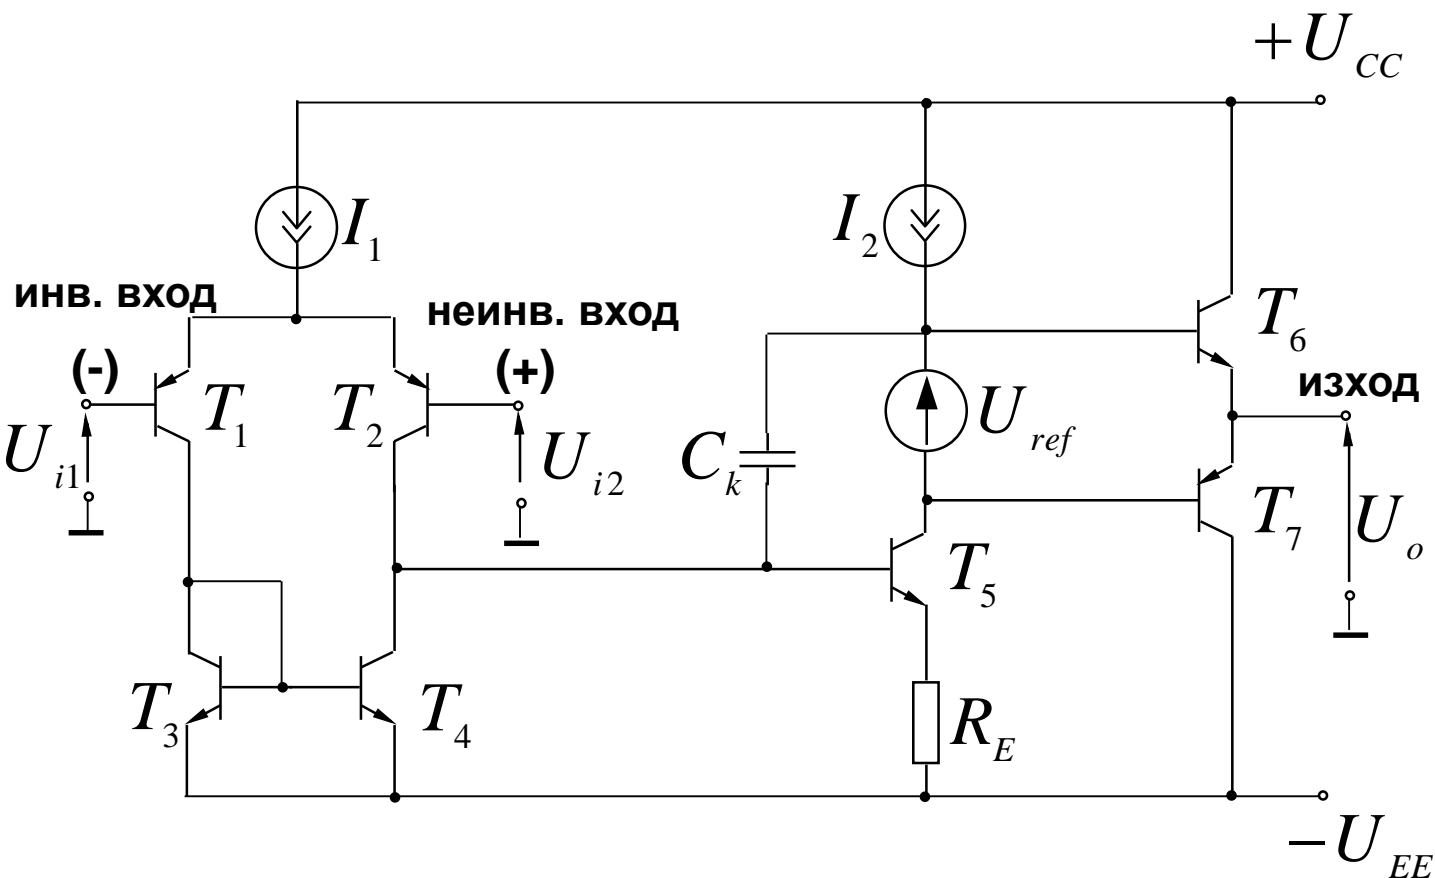 +U_CC
I_1
I_2
инв. вход
неинв. вход
T_6
(-)
(+)
изход
T_1
T_2
U_ref
U_i1
U_i2
C_k
T_7
U_o
T_5
T_3
T_4
R_E
−U_EE